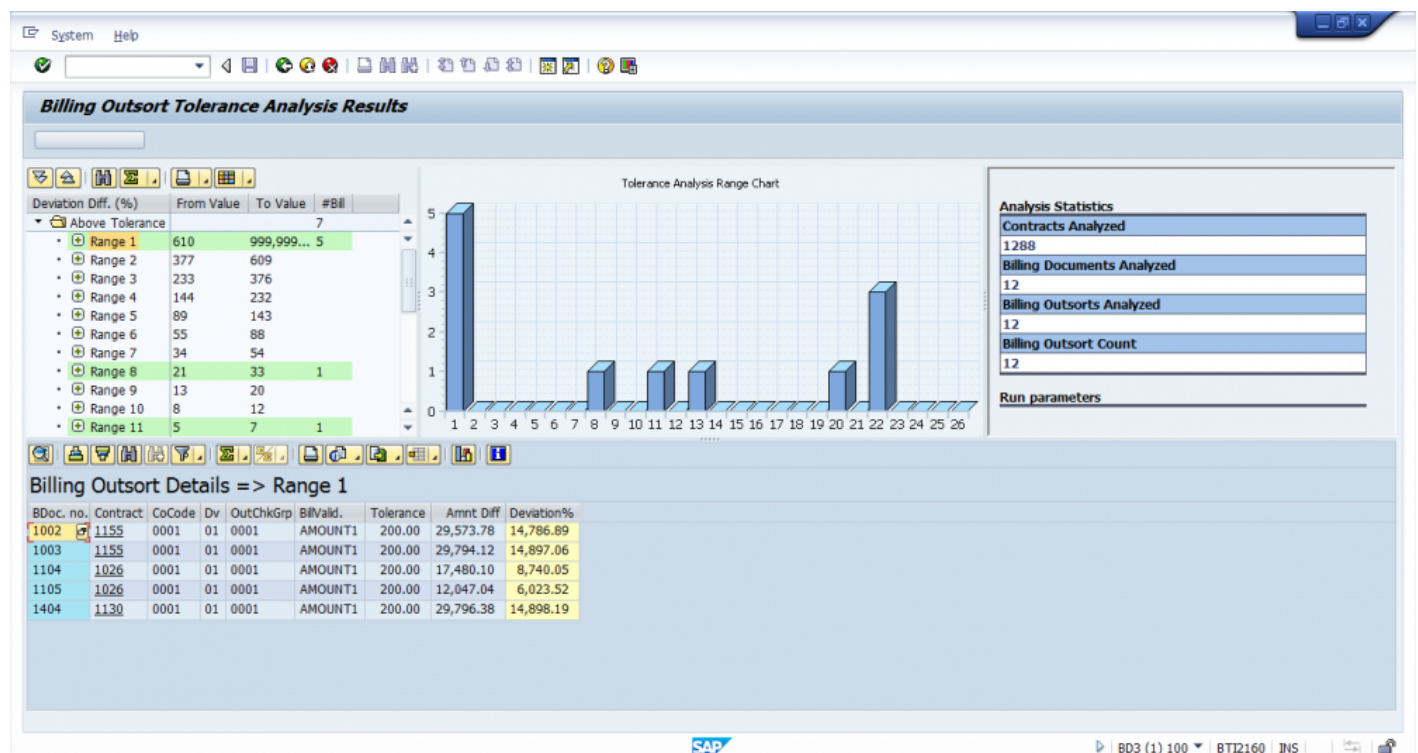 System Help
Billing Outsort Tolerance Analysis Results
Deviation Diff. (%) From Value To Value #Bill
Above Tolerance 7
Range 1 610 999,999... 5
Range 2 377 609
Range 3 233 376
Range 4 144 232
Range 5 89 143
Range 6 55 88
Range 7 34 54
Range 8 21 33 1
Range 9 13 20
Range 10 8 12
Range 11 5 7 1
Tolerance Analysis Range Chart
5
4
3
2
1
0
1 2 3 4 5 6 7 8 9 10 11 12 13 14 15 16 17 18 19 20 21 22 23 24 25 26
Analysis Statistics
Contracts Analyzed
1288
Billing Documents Analyzed
12
Billing Outsorts Analyzed
12
Billing Outsort Count
12
Run parameters
Billing Outsort Details => Range 1
BDoc. no. Contract CoCode Dv OutChkGrp BillValid. Tolerance Amnt Diff Deviation%
1002 1155 0001 01 0001 AMOUNT1 200.00 29,573.78 14,786.89
1003 1155 0001 01 0001 AMOUNT1 200.00 29,794.12 14,897.06
1104 1026 0001 01 0001 AMOUNT1 200.00 17,480.10 8,740.05
1105 1026 0001 01 0001 AMOUNT1 200.00 12,047.04 6,023.52
1404 1130 0001 01 0001 AMOUNT1 200.00 29,796.38 14,898.19
SAP
BD3 (1) 100 BTI2160 INS